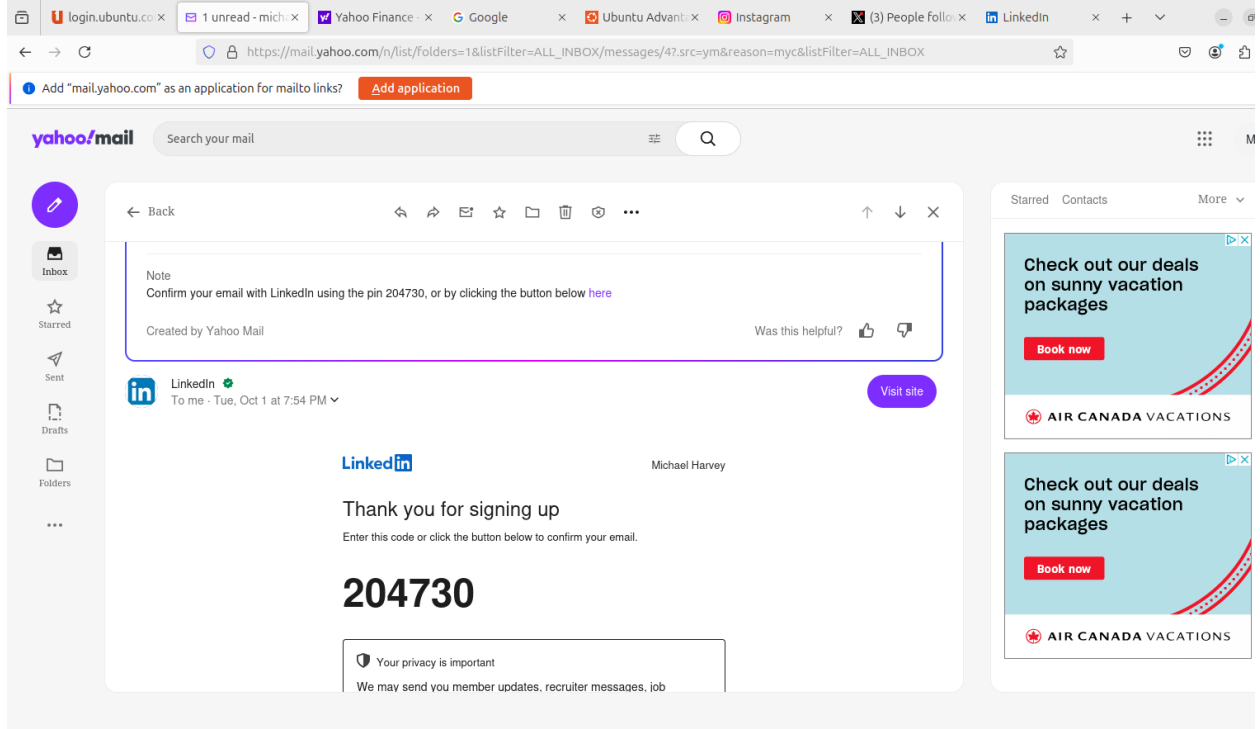 login.ubuntu.co
1 unread - mich
Yahoo Finance -
Google
Ubuntu Advant
Instagram
(3) People follo
LinkedIn
https://mail.yahoo.com/n/list/folders=1&listFilter=ALL_INBOX/messages/4?.src=ym&reason=myc&listFilter=ALL_INBOX
Add “mail.yahoo.com” as an application for mailto links?
Add application
yahoo!mail
Search your mail
M
Inbox
Starred
Sent
Drafts
Folders
Back
Note
Confirm your email with LinkedIn using the pin 204730, or by clicking the button below here
Created by Yahoo Mail
Was this helpful?
LinkedIn
To me · Tue, Oct 1 at 7:54 PM
Visit site
LinkedIn
Michael Harvey
Thank you for signing up
Enter this code or click the button below to confirm your email.
204730
Your privacy is important
We may send you member updates, recruiter messages, job
Starred
Contacts
More
Check out our deals
on sunny vacation
packages
Book now
AIR CANADA VACATIONS
Check out our deals
on sunny vacation
packages
Book now
AIR CANADA VACATIONS